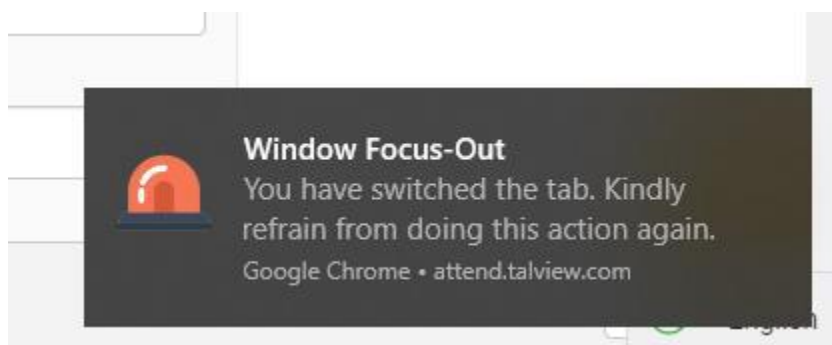 Window Focus-Out
You have switched the tab. Kindly
refrain from doing this action again.
Google Chrome • attend.talview.com